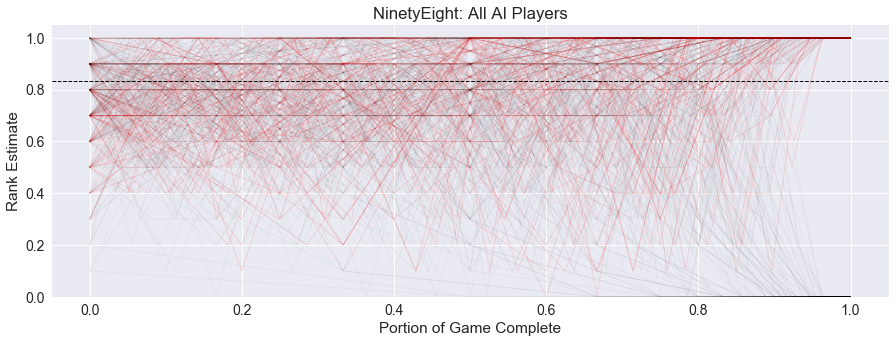 NinetyEight: All AI Players
Rank Estimate
1.0
0.8
0.6
0.4
0.2
0.0
0.0 0.2 0.4 0.6 0.8 1.0
Portion of Game Complete